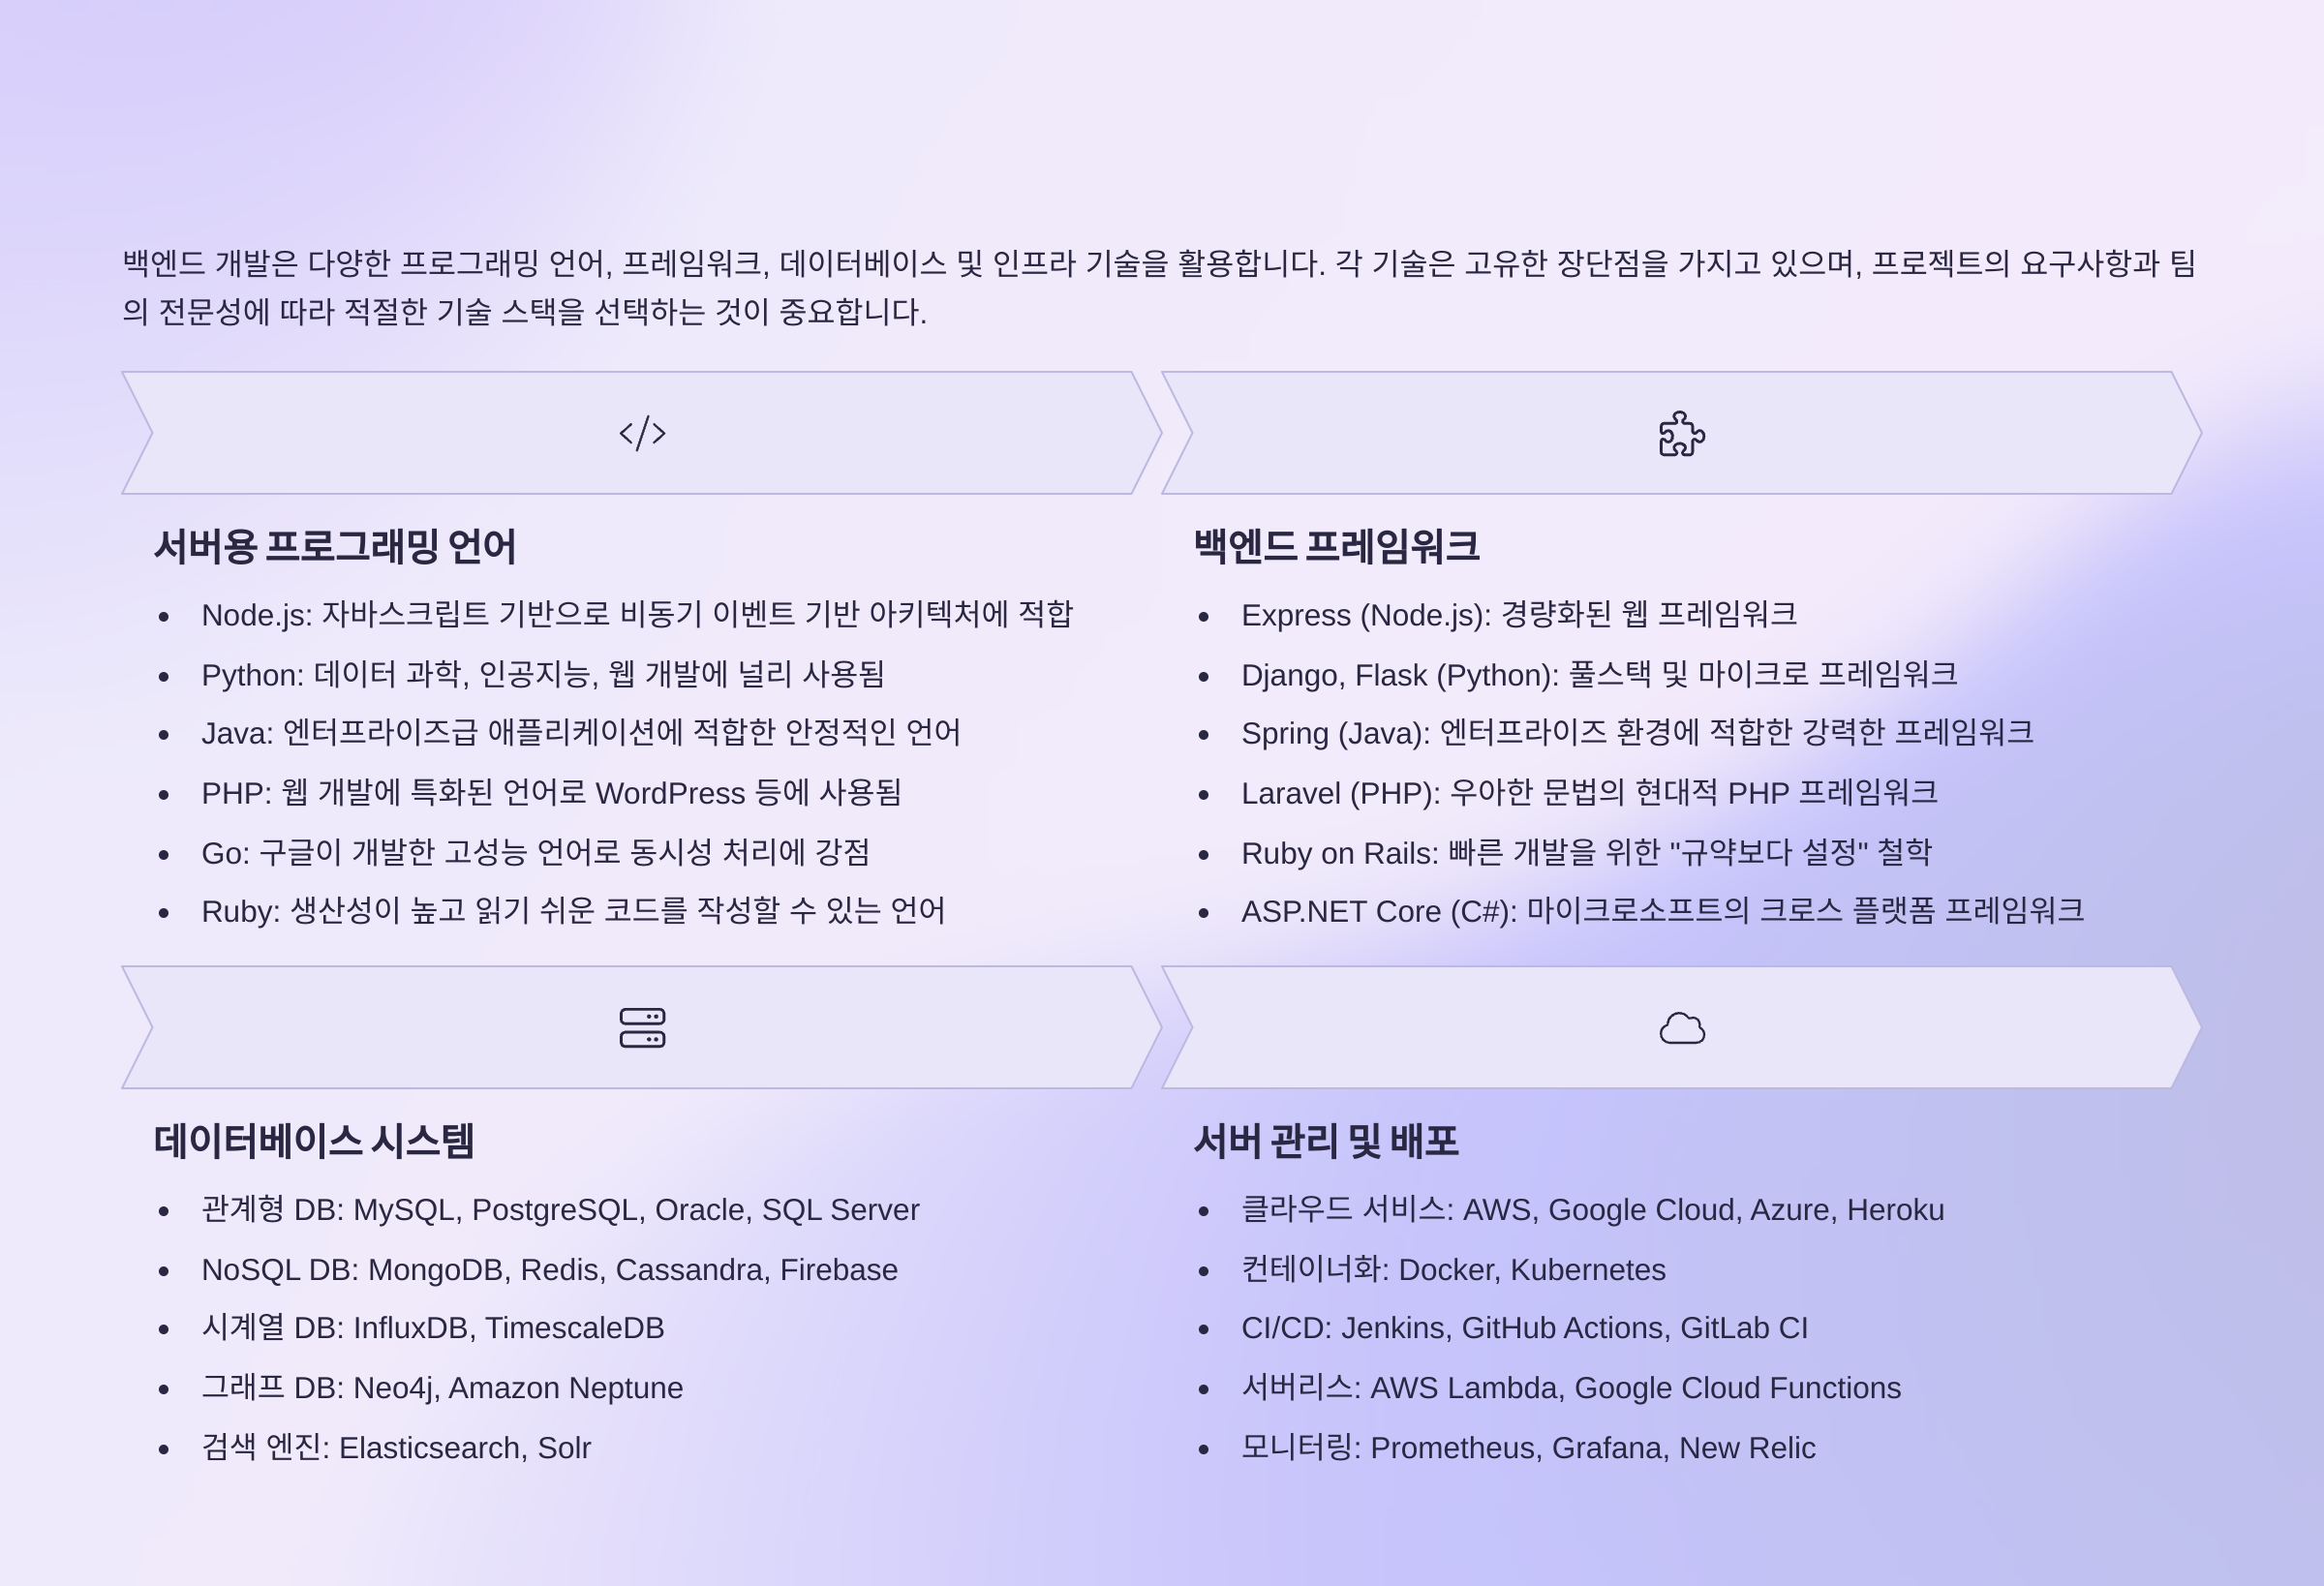 백엔드 개발은 다양한 프로그래밍 언어, 프레임워크, 데이터베이스 및 인프라 기술을 활용합니다. 각 기술은 고유한 장단점을 가지고 있으며, 프로젝트의 요구사항과 팀
의 전문성에 따라 적절한 기술 스택을 선택하는 것이 중요합니다.
서버용 프로그래밍 언어
• Node.js: 자바스크립트 기반으로 비동기 이벤트 기반 아키텍처에 적합
• Python: 데이터 과학, 인공지능, 웹 개발에 널리 사용됨
• Java: 엔터프라이즈급 애플리케이션에 적합한 안정적인 언어
• PHP: 웹 개발에 특화된 언어로 WordPress 등에 사용됨
• Go: 구글이 개발한 고성능 언어로 동시성 처리에 강점
• Ruby: 생산성이 높고 읽기 쉬운 코드를 작성할 수 있는 언어
백엔드 프레임워크
• Express (Node.js): 경량화된 웹 프레임워크
• Django, Flask (Python): 풀스택 및 마이크로 프레임워크
• Spring (Java): 엔터프라이즈 환경에 적합한 강력한 프레임워크
• Laravel (PHP): 우아한 문법의 현대적 PHP 프레임워크
• Ruby on Rails: 빠른 개발을 위한 "규약보다 설정" 철학
• ASP.NET Core (C#): 마이크로소프트의 크로스 플랫폼 프레임워크
데이터베이스 시스템
• 관계형 DB: MySQL, PostgreSQL, Oracle, SQL Server
• NoSQL DB: MongoDB, Redis, Cassandra, Firebase
• 시계열 DB: InfluxDB, TimescaleDB
• 그래프 DB: Neo4j, Amazon Neptune
• 검색 엔진: Elasticsearch, Solr
서버 관리 및 배포
• 클라우드 서비스: AWS, Google Cloud, Azure, Heroku
• 컨테이너화: Docker, Kubernetes
• CI/CD: Jenkins, GitHub Actions, GitLab CI
• 서버리스: AWS Lambda, Google Cloud Functions
• 모니터링: Prometheus, Grafana, New Relic